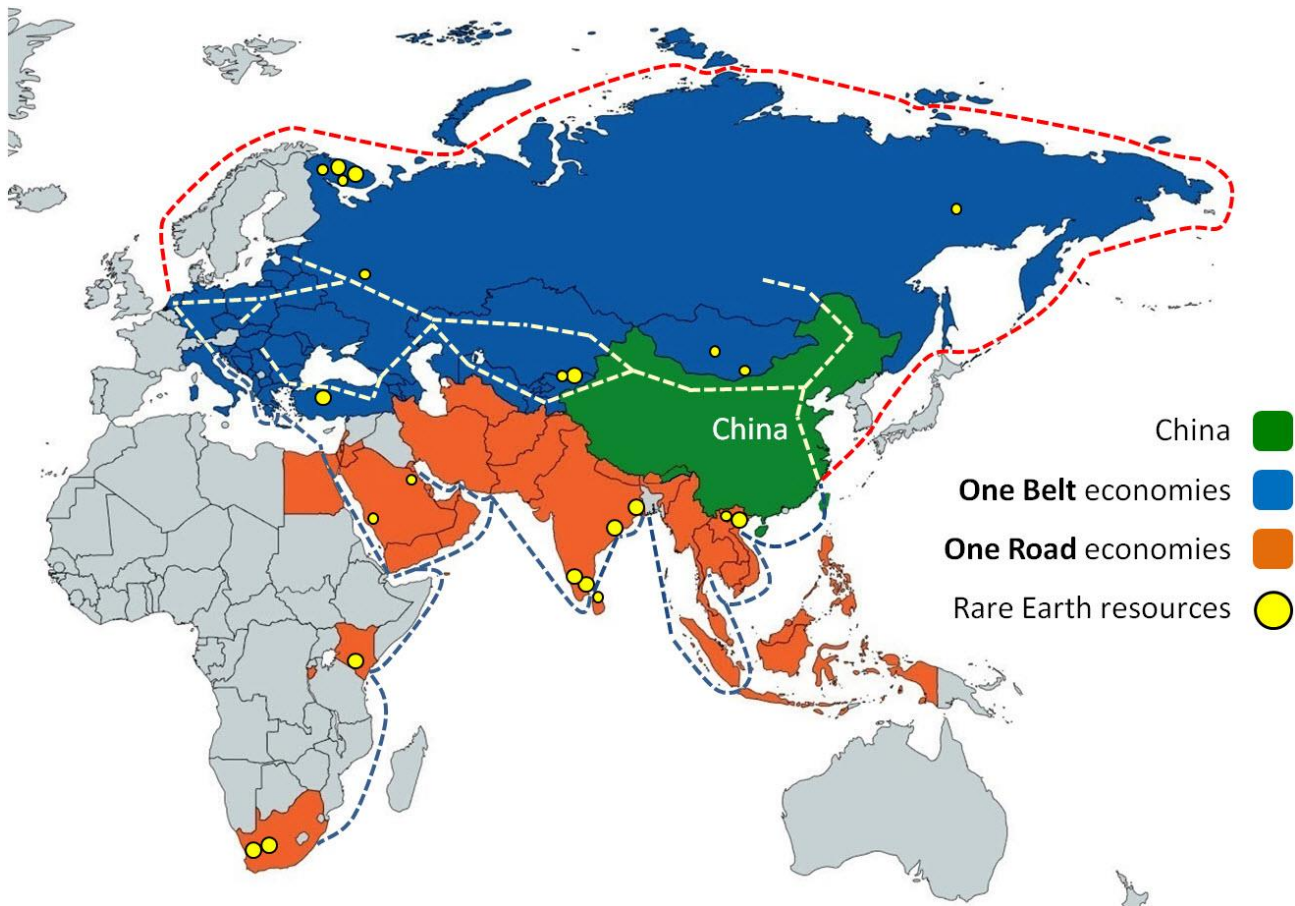 China
China
One Belt economies
One Road economies
Rare Earth resources